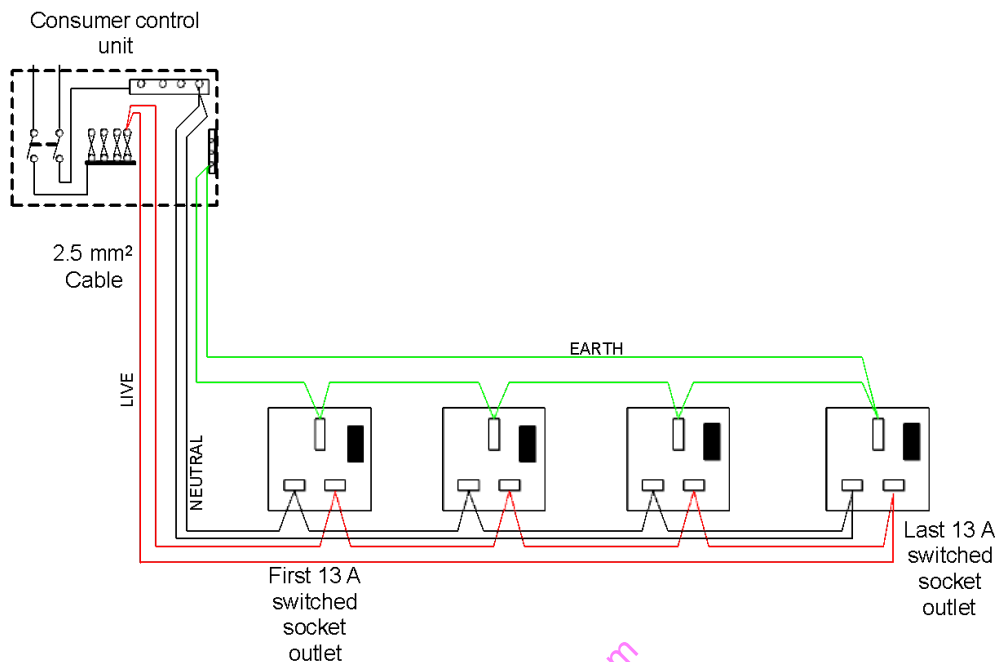 Consumer control
unit
2.5 mm²
Cable
EARTH
LIVE
NEUTRAL
First 13 A
switched
socket
outlet
Last 13 A
switched
socket
outlet